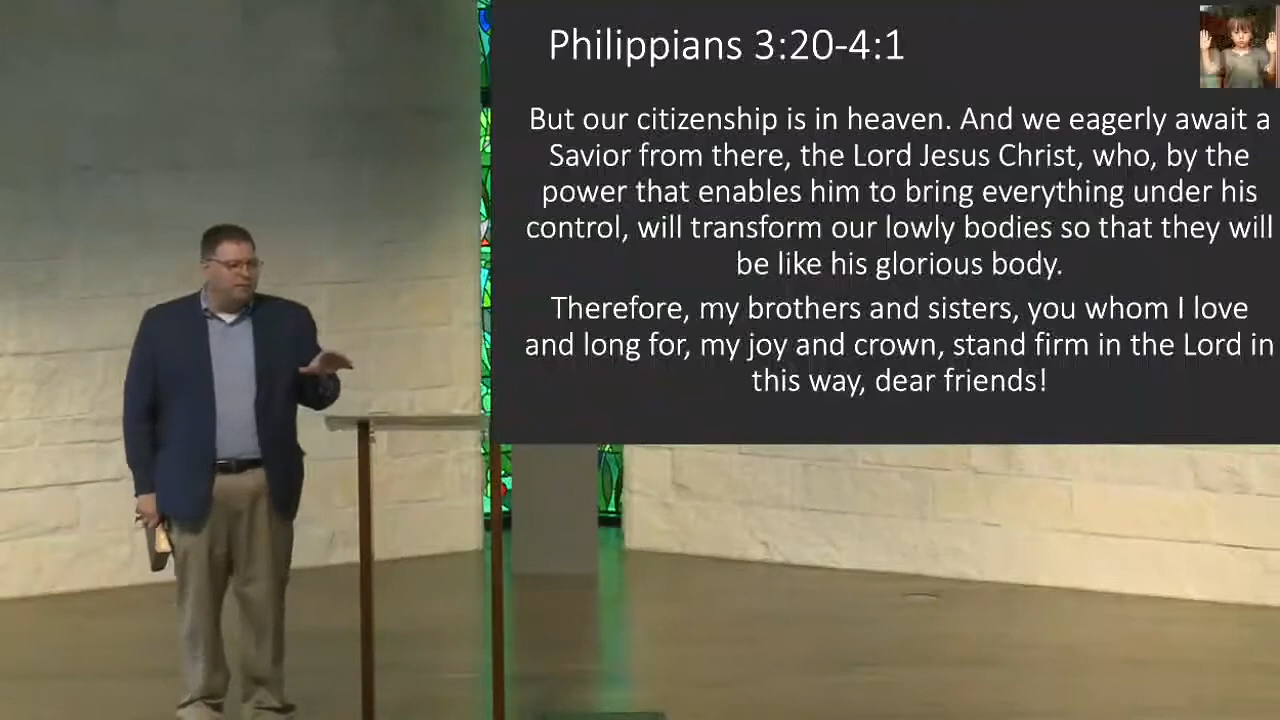 Philippians 3:20-4:1
But our citizenship is in heaven. And we eagerly await a
Savior from there, the Lord Jesus Christ, who, by the
power that enables him to bring everything under his
control, will transform our lowly bodies so that they will
be like his glorious body.
Therefore, my brothers and sisters, you whom I love
and long for, my joy and crown, stand firm in the Lord in
this way, dear friends!